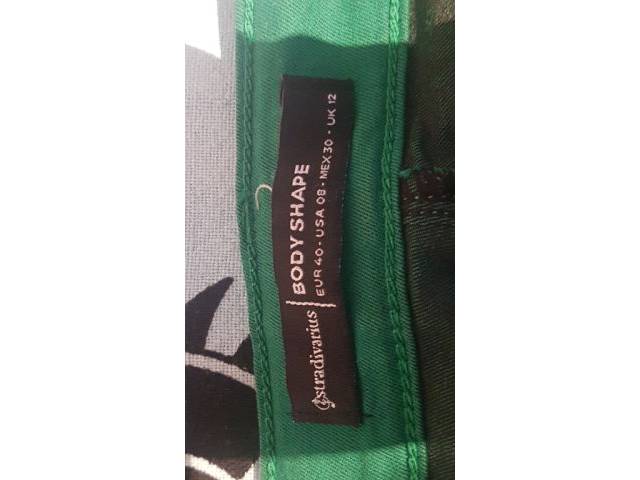 stradivarius
BODY SHAPE
EUR 40 - USA 08 - MEX 30 - UK 12